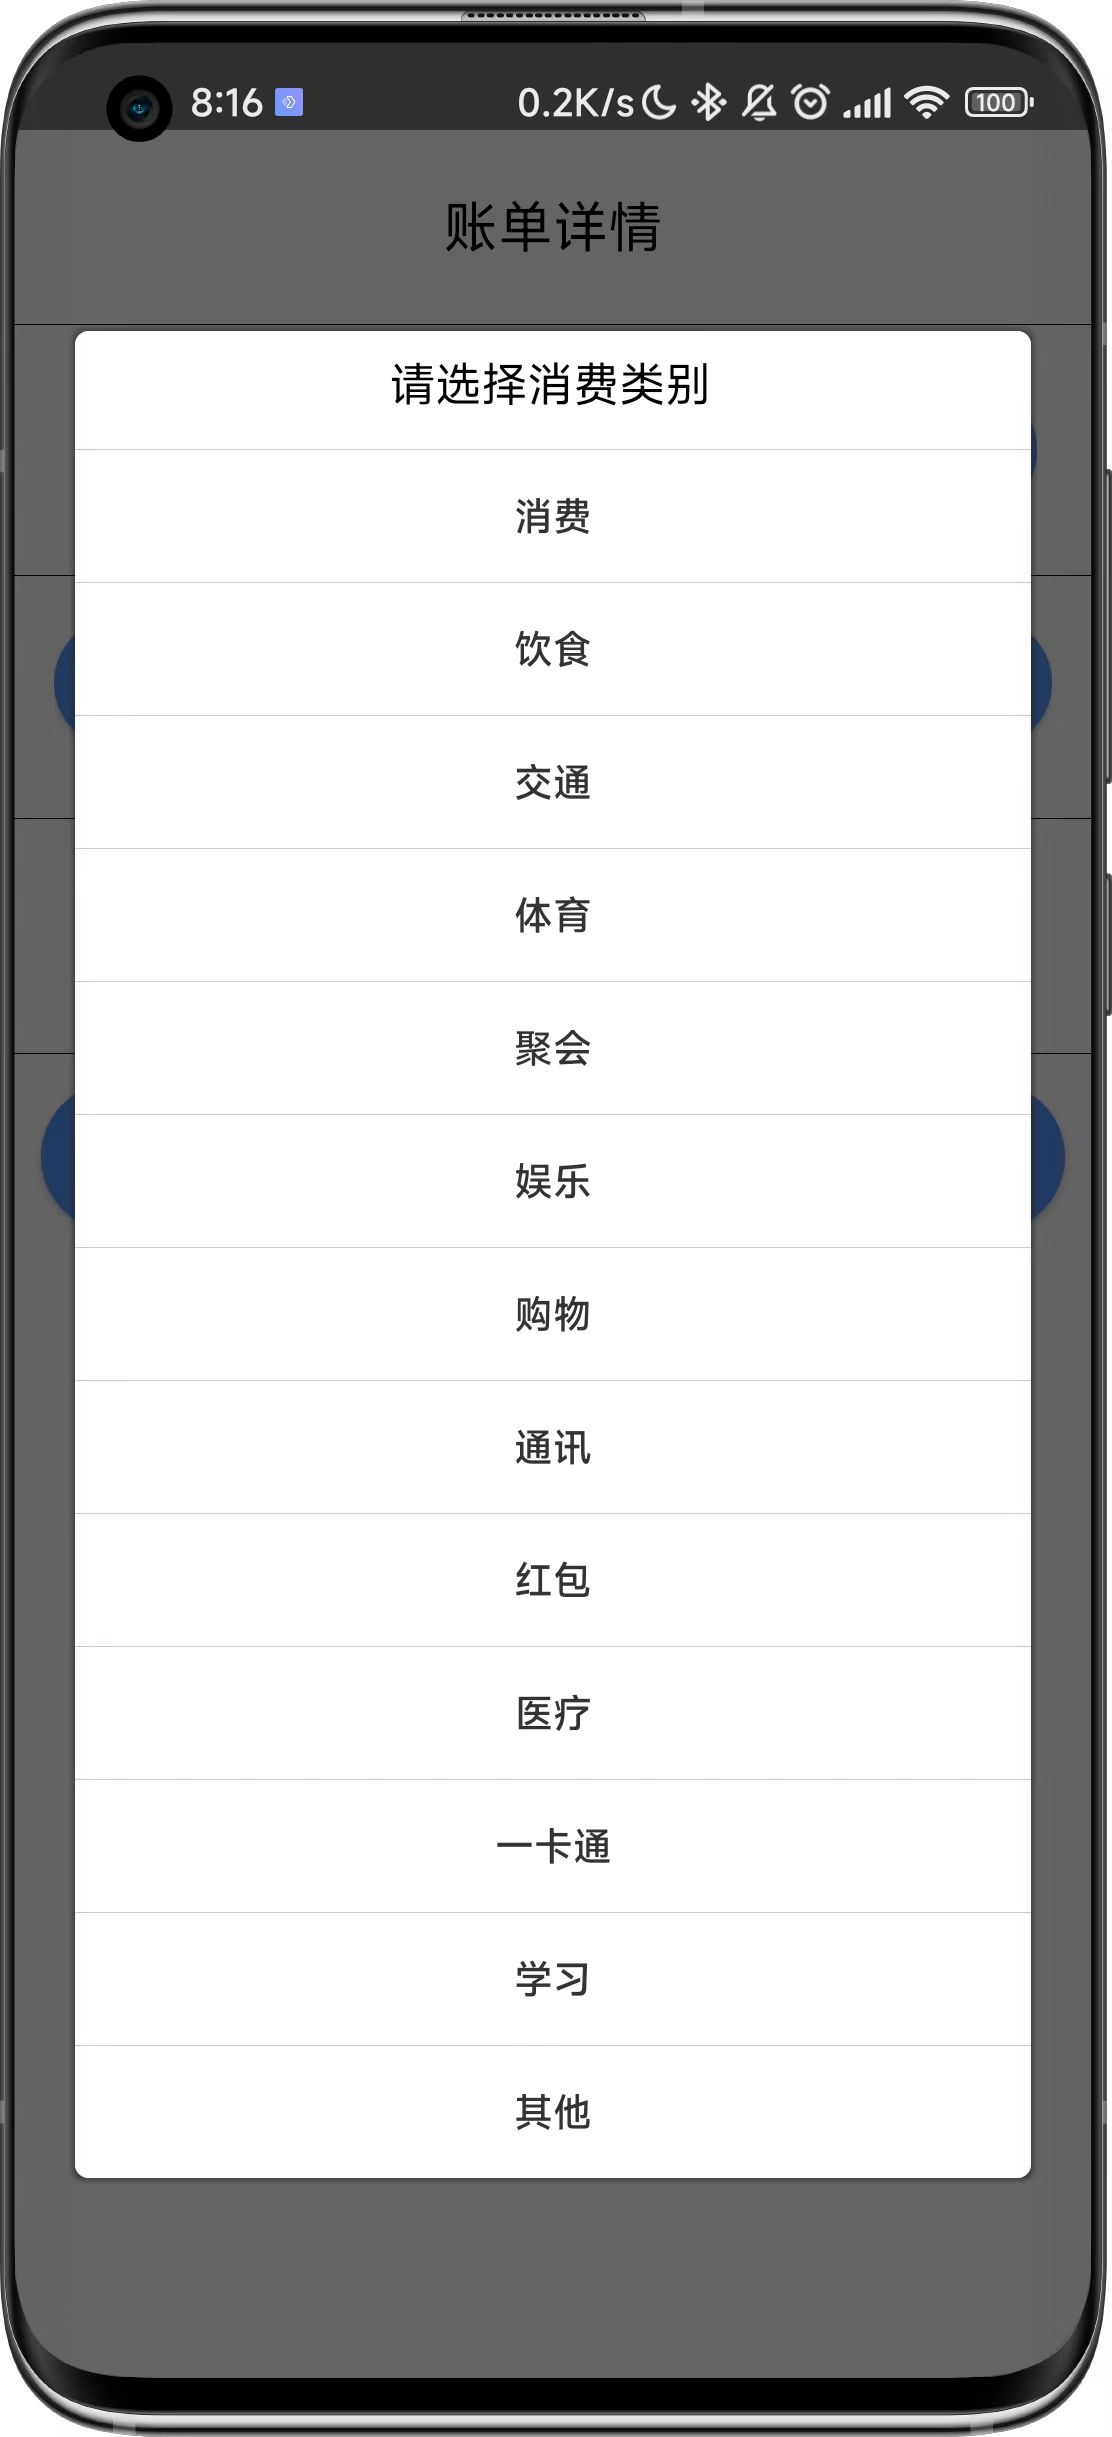 8:16 0.2K/s 100
账单详情
请选择消费类别
消费
饮食
交通
体育
聚会
娱乐
购物
通讯
红包
医疗
一卡通
学习
其他